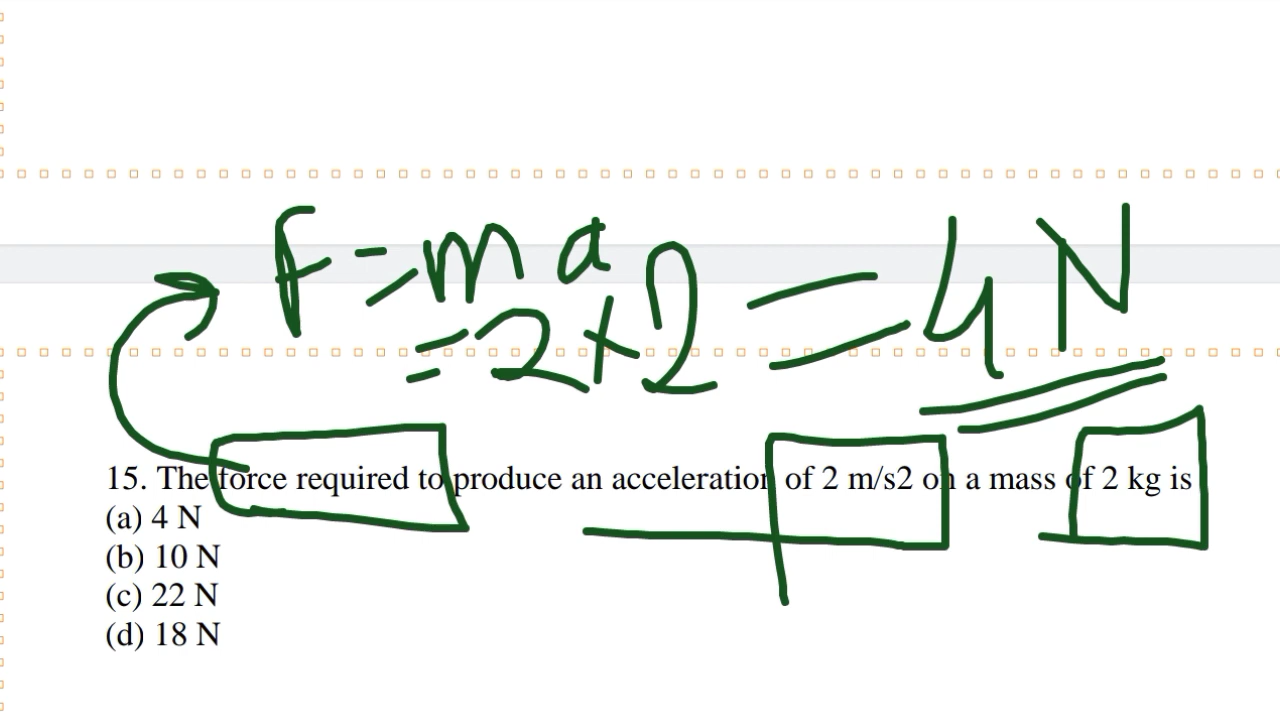 F = ma
= 2 + 2 = 4 N
15. The force required to produce an acceleration of 2 m/s2 on a mass of 2 kg is
(a) 4 N
(b) 10 N
(c) 22 N
(d) 18 N